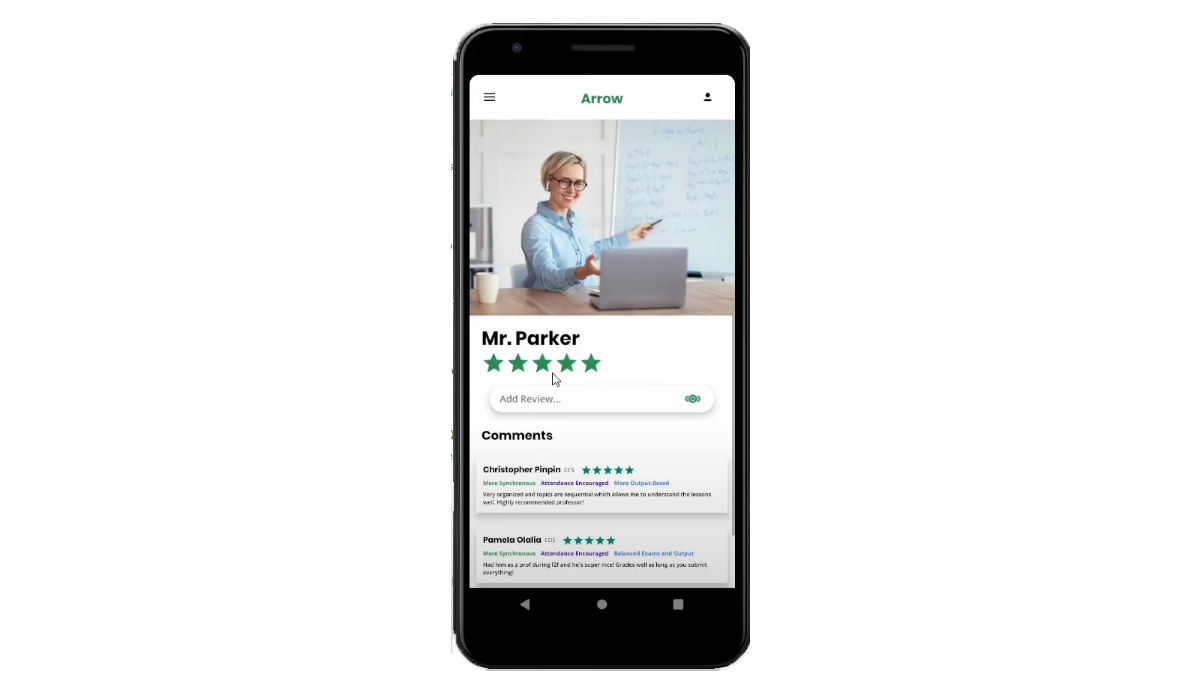 Arrow
Mr. Parker
Add Review...
Comments
Christopher Pinpin CCS
More Synchronous Attendance Encouraged More Output-Based
Very organized and topics are sequential which allows me to understand the lessons
well. Highly recommended professor!
Pamela Olalia COS
More Synchronous Attendance Encouraged Balanced Exams and Output
Had him as a prof during f2f and he's super nice! Grades well as long as you submit
everything!